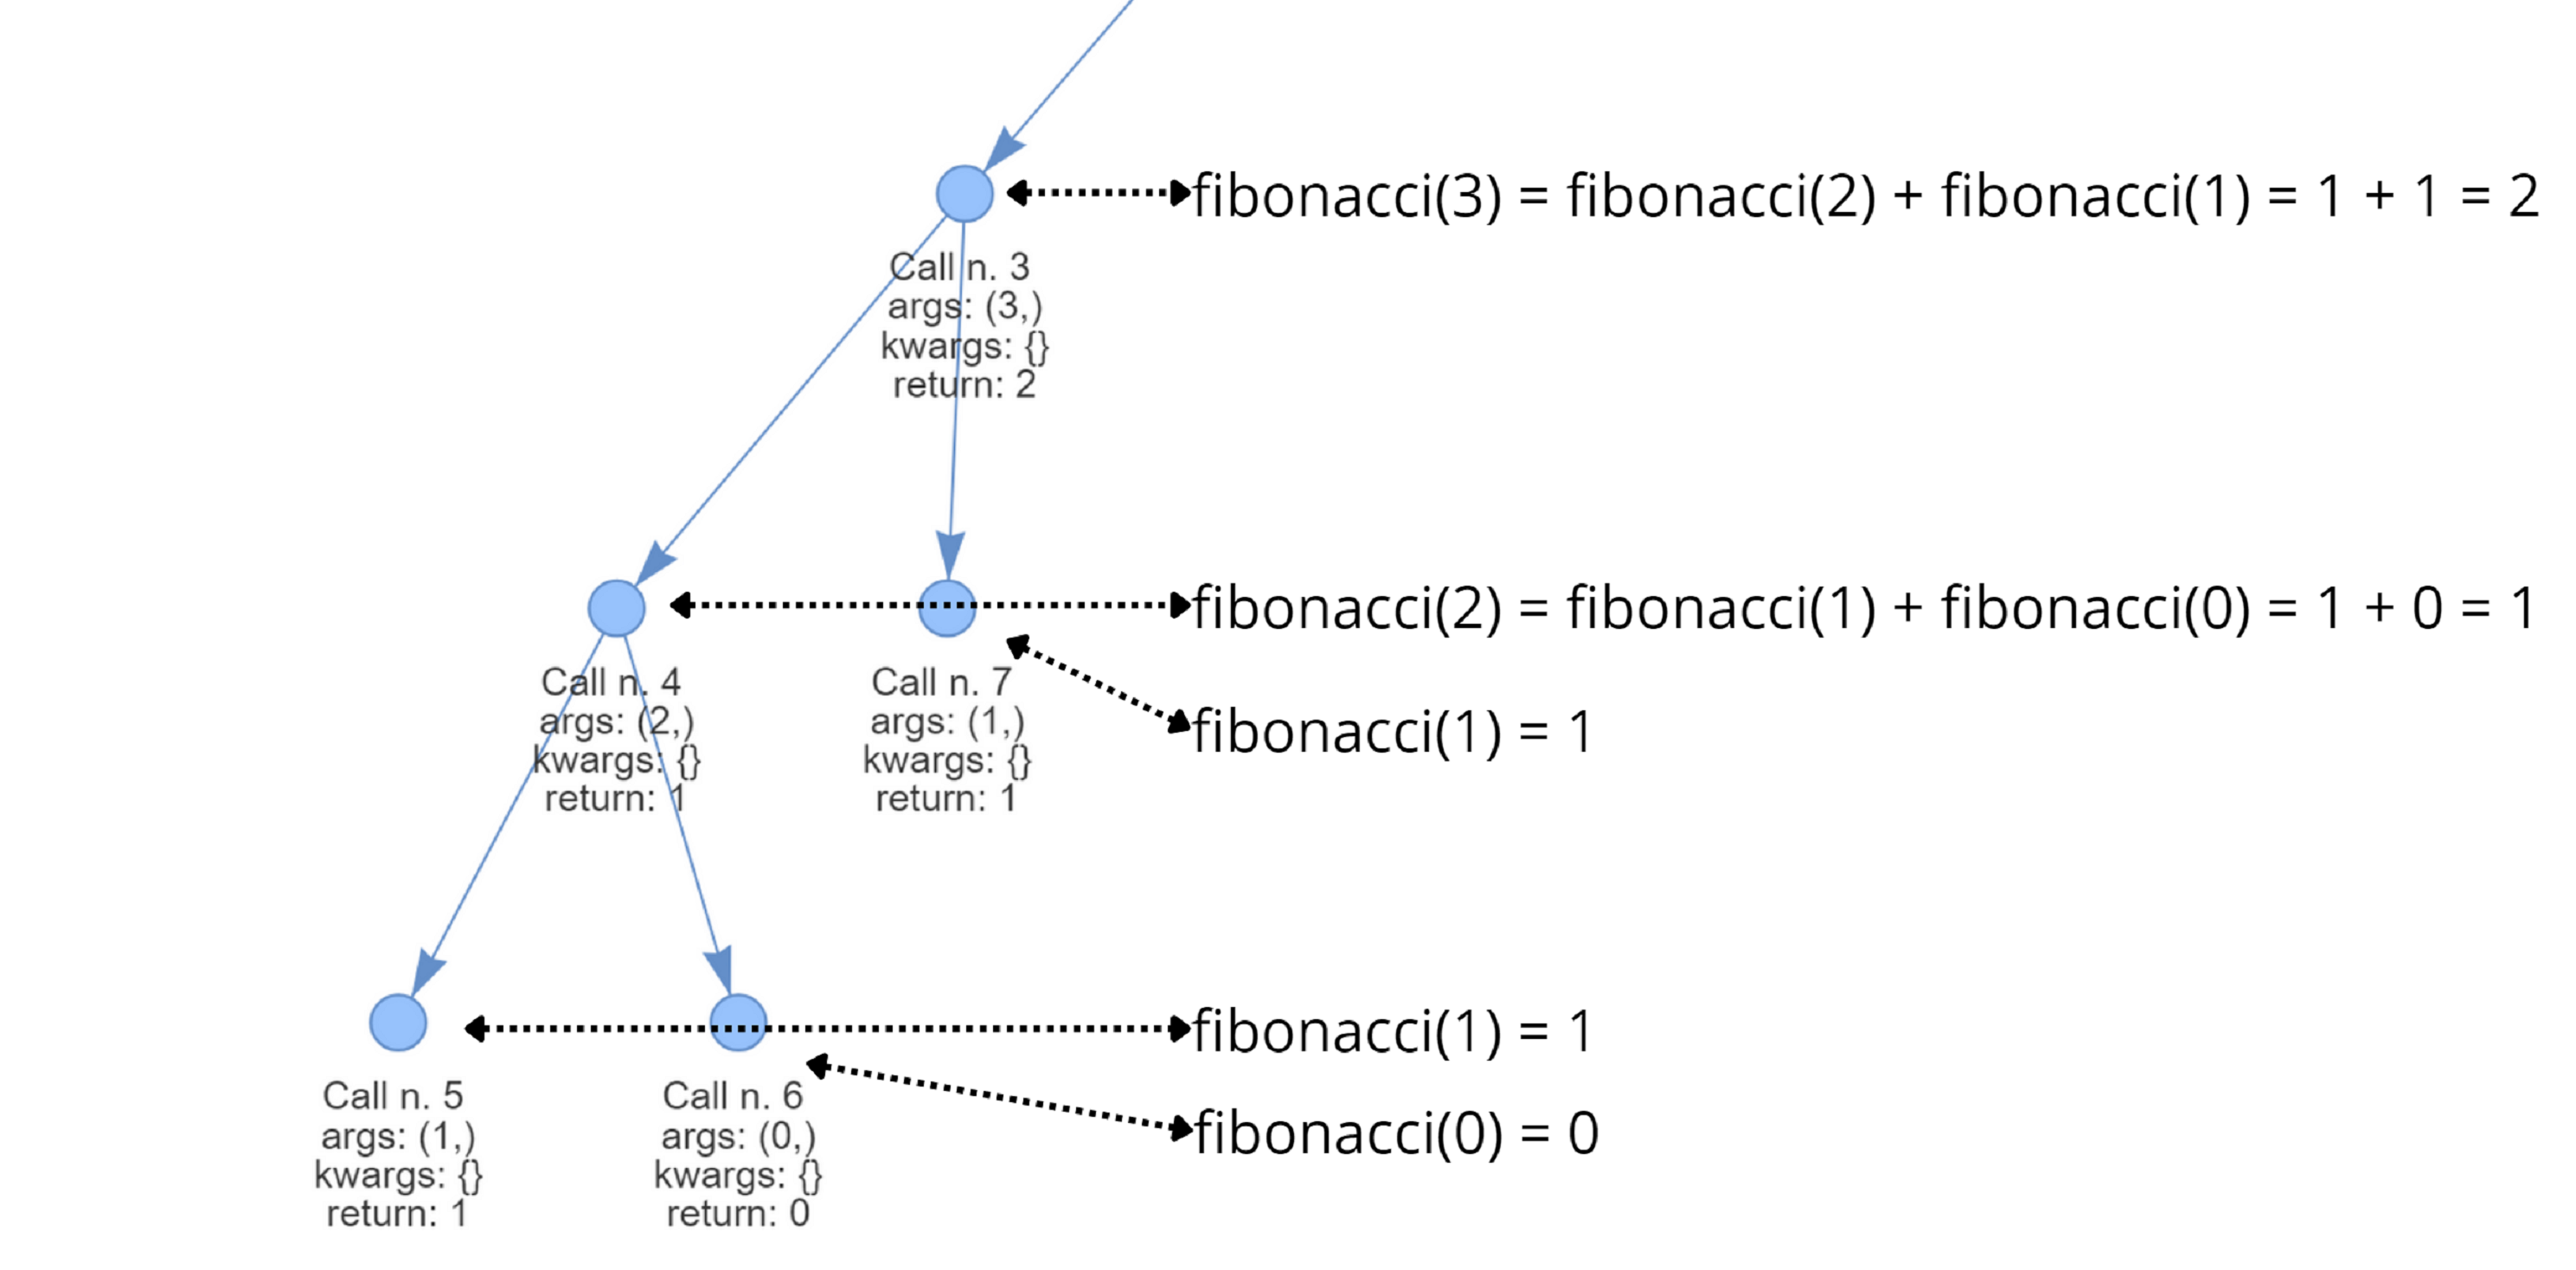 fibonacci(3) = fibonacci(2) + fibonacci(1) = 1 + 1 = 2
Call n. 3
args: (3,)
kwargs: {}
return: 2
fibonacci(2) = fibonacci(1) + fibonacci(0) = 1 + 0 = 1
Call n. 4
args: (2,)
kwargs: {}
return: 1
Call n. 7
args: (1,)
kwargs: {}
return: 1
fibonacci(1) = 1
fibonacci(1) = 1
Call n. 5
args: (1,)
kwargs: {}
return: 1
Call n. 6
args: (0,)
kwargs: {}
return: 0
fibonacci(0) = 0